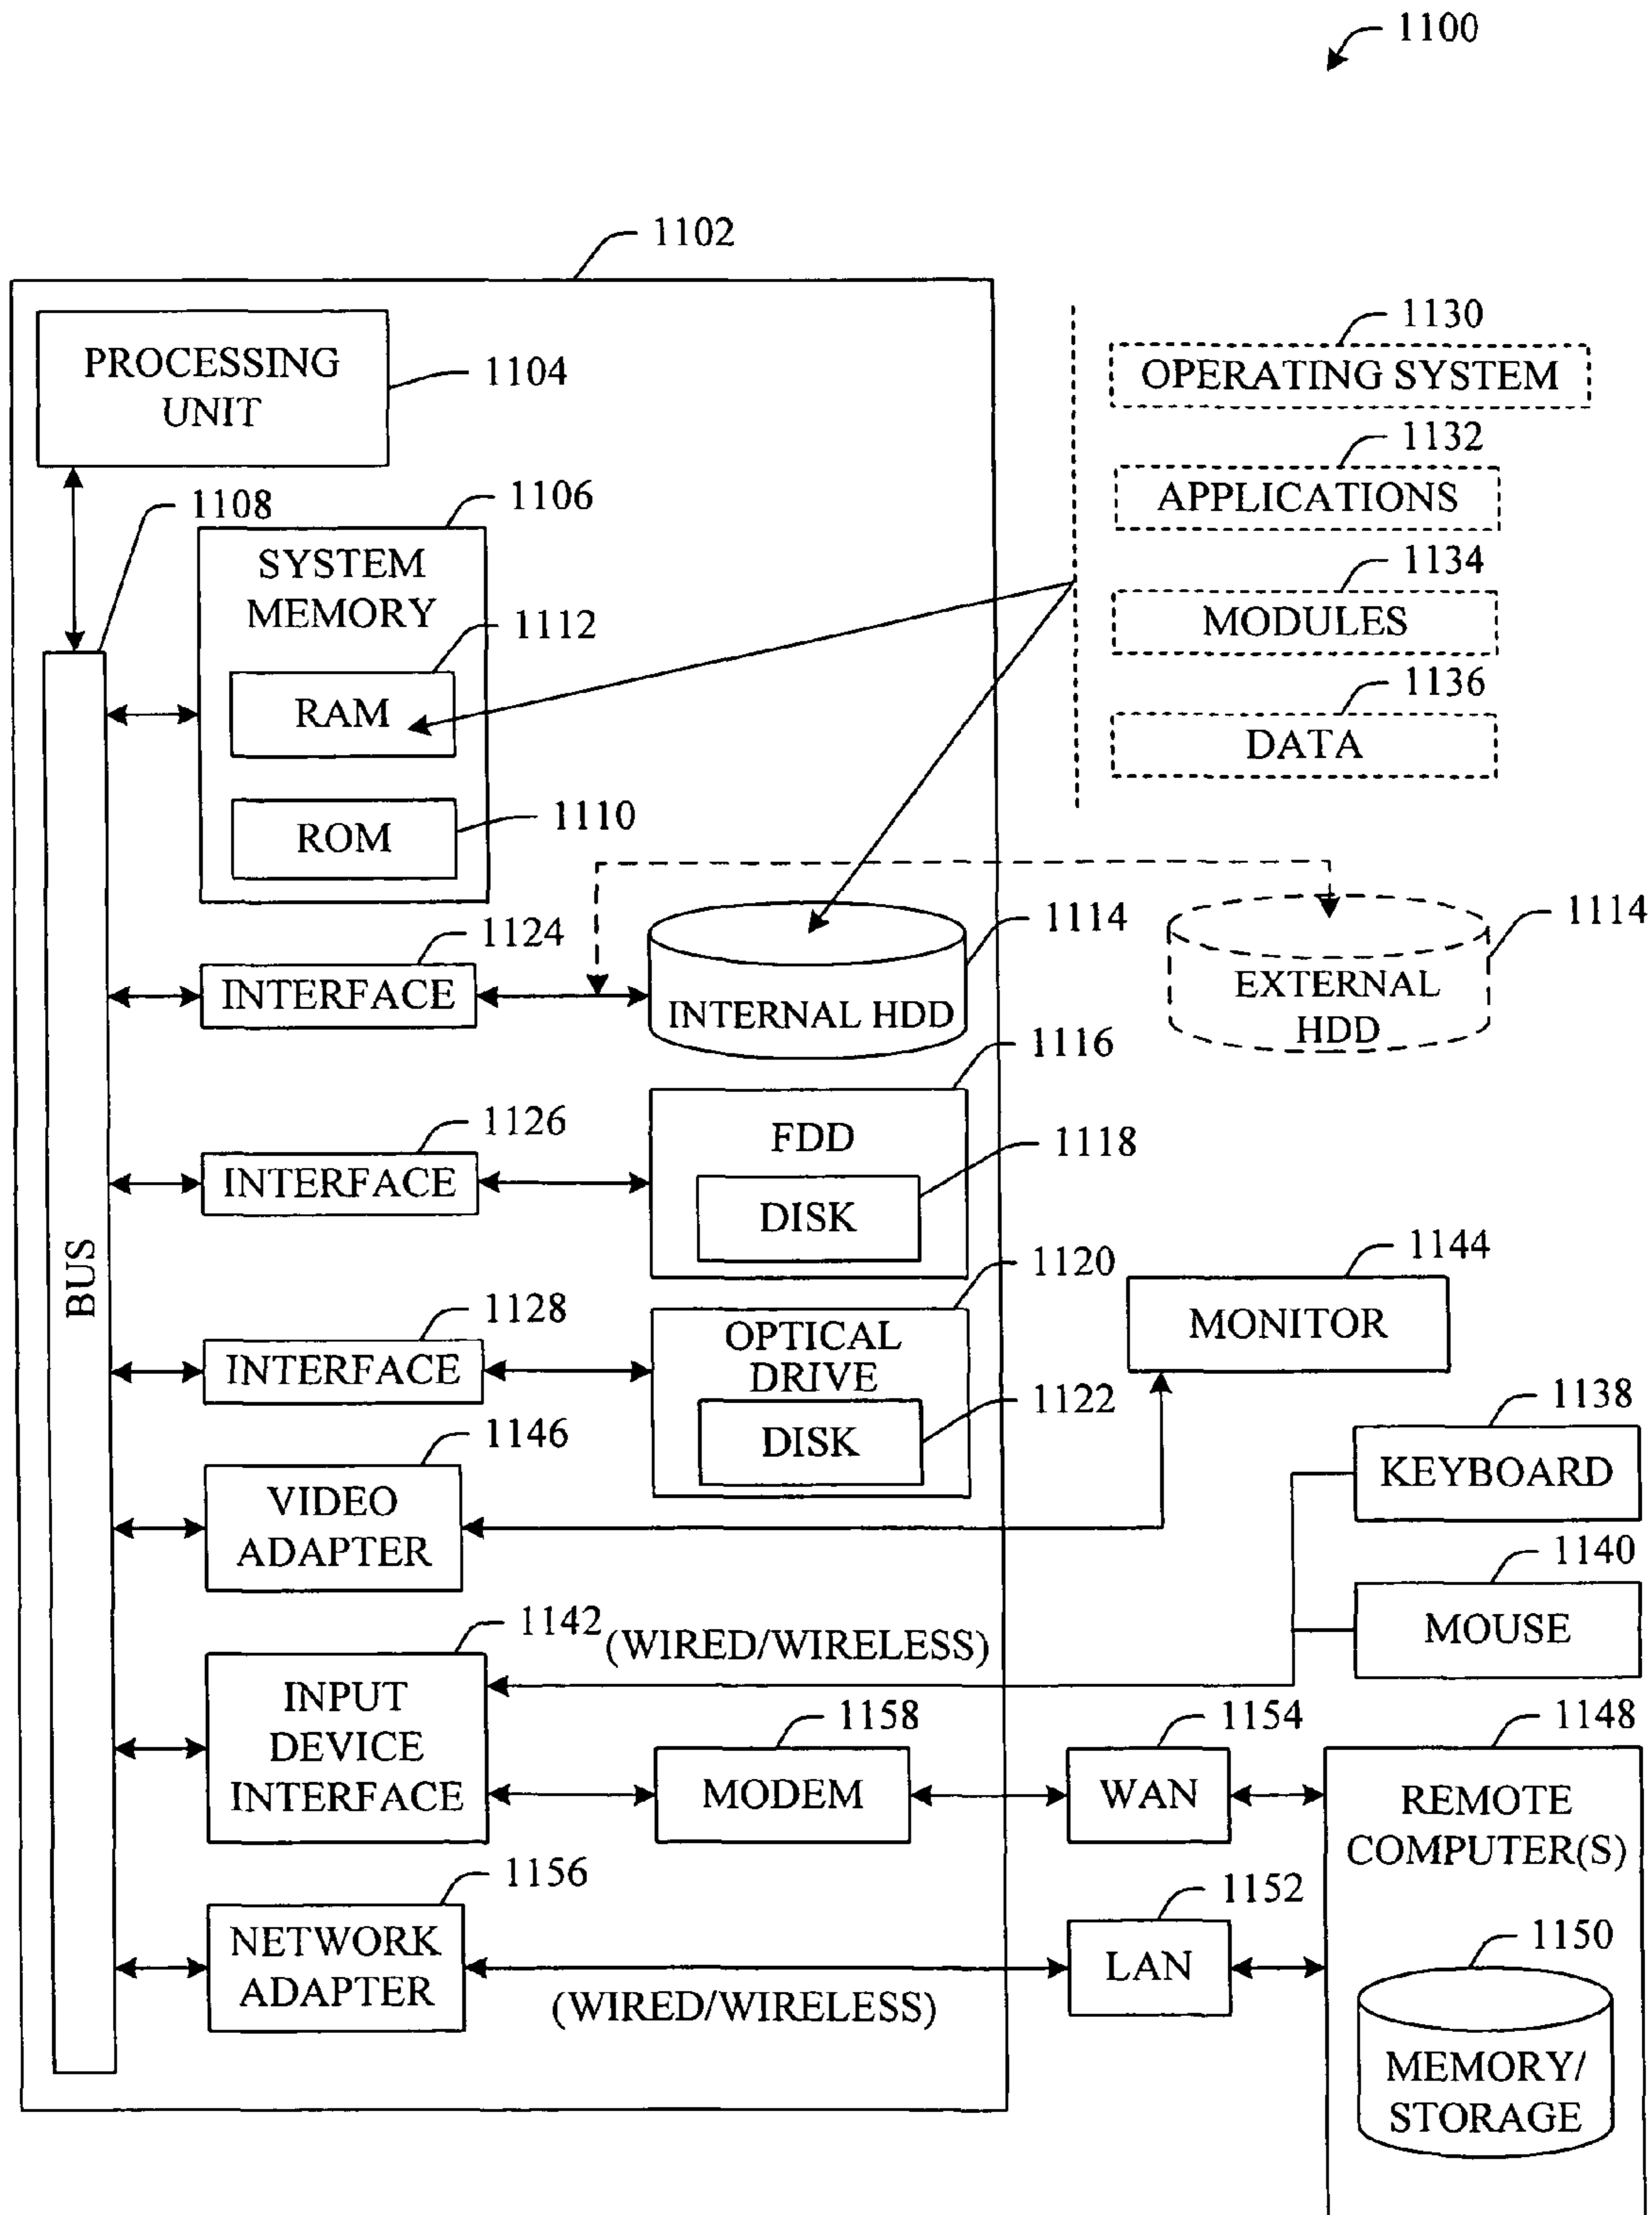 1100
1102
PROCESSING
UNIT
1104
1130
OPERATING SYSTEM
1132
APPLICATIONS
1134
MODULES
1136
DATA
1108
1106
SYSTEM
MEMORY
1112
RAM
1110
ROM
BUS
1124
INTERFACE
1114
INTERNAL HDD
1114
EXTERNAL
HDD
1126
INTERFACE
1116
FDD
1118
DISK
1128
INTERFACE
1120
OPTICAL
DRIVE
1122
DISK
1144
MONITOR
1146
VIDEO
ADAPTER
1138
KEYBOARD
1140
MOUSE
1142
(WIRED/WIRELESS)
INPUT
DEVICE
INTERFACE
1158
MODEM
1154
WAN
1148
REMOTE
COMPUTER(S)
1156
NETWORK
ADAPTER
(WIRED/WIRELESS)
1152
LAN
1150
MEMORY/
STORAGE